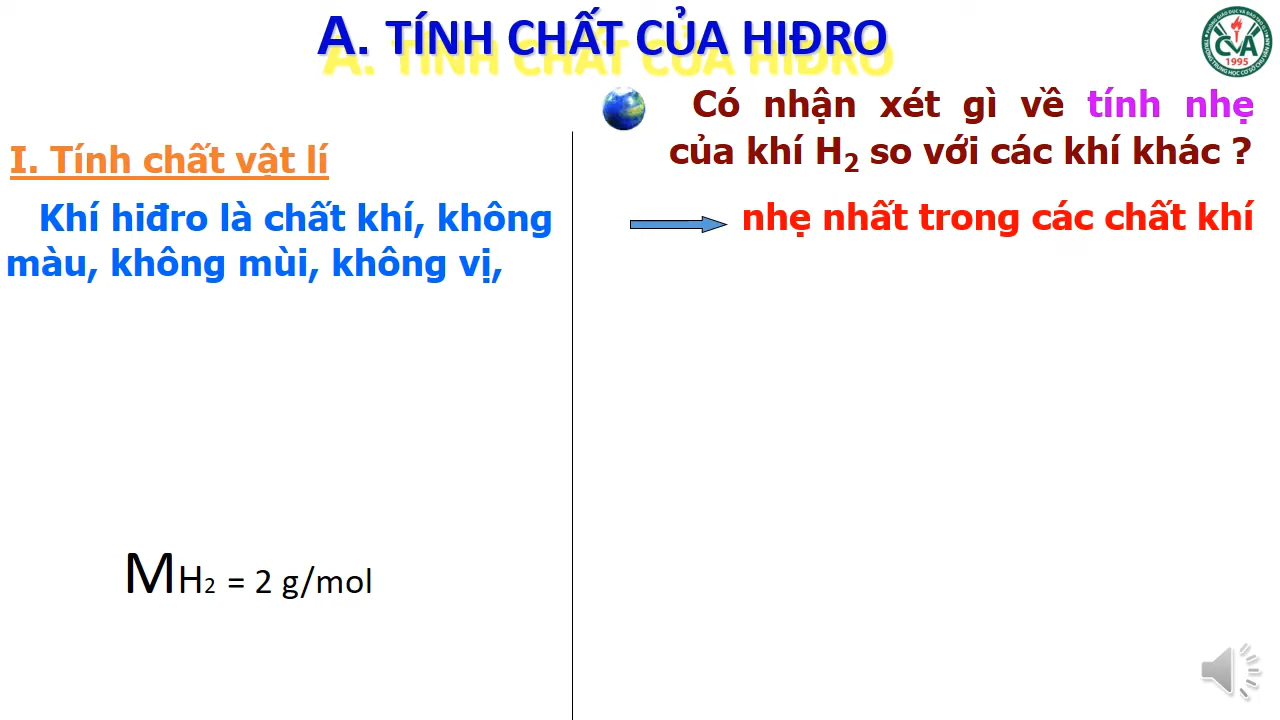 A. TÍNH CHẤT CỦA HIĐRO
CVA
1995
I. Tính chất vật lí
Khí hiđro là chất khí, không
màu, không mùi, không vị,
MH₂ = 2 g/mol
Có nhận xét gì về tính nhẹ
của khí H₂ so với các khí khác ?
nhẹ nhất trong các chất khí